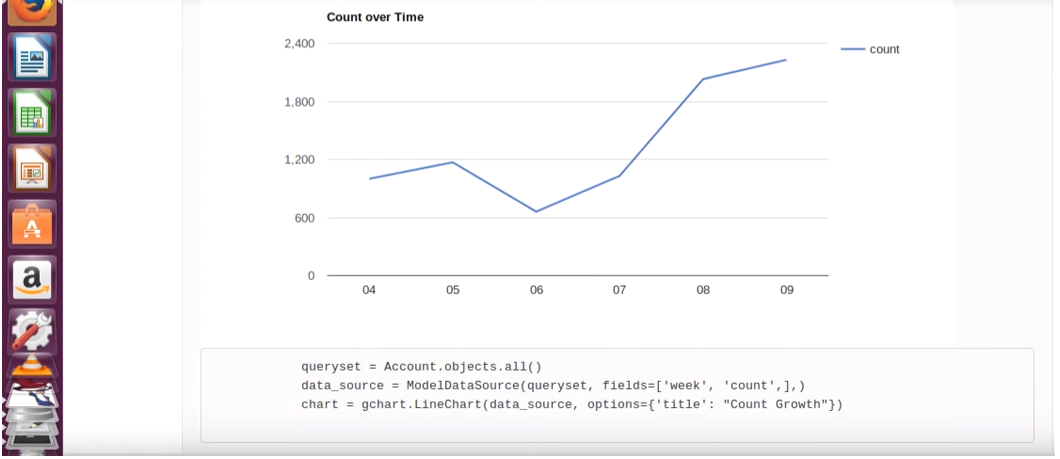 Count over Time
2,400
count
1,800
1,200
600
0
04 05 06 07 08 09
queryset = Account.objects.all()
data_source = ModelDataSource(queryset, fields=['week', 'count',],)
chart = gchart.LineChart(data_source, options={'title': "Count Growth"})
A
a